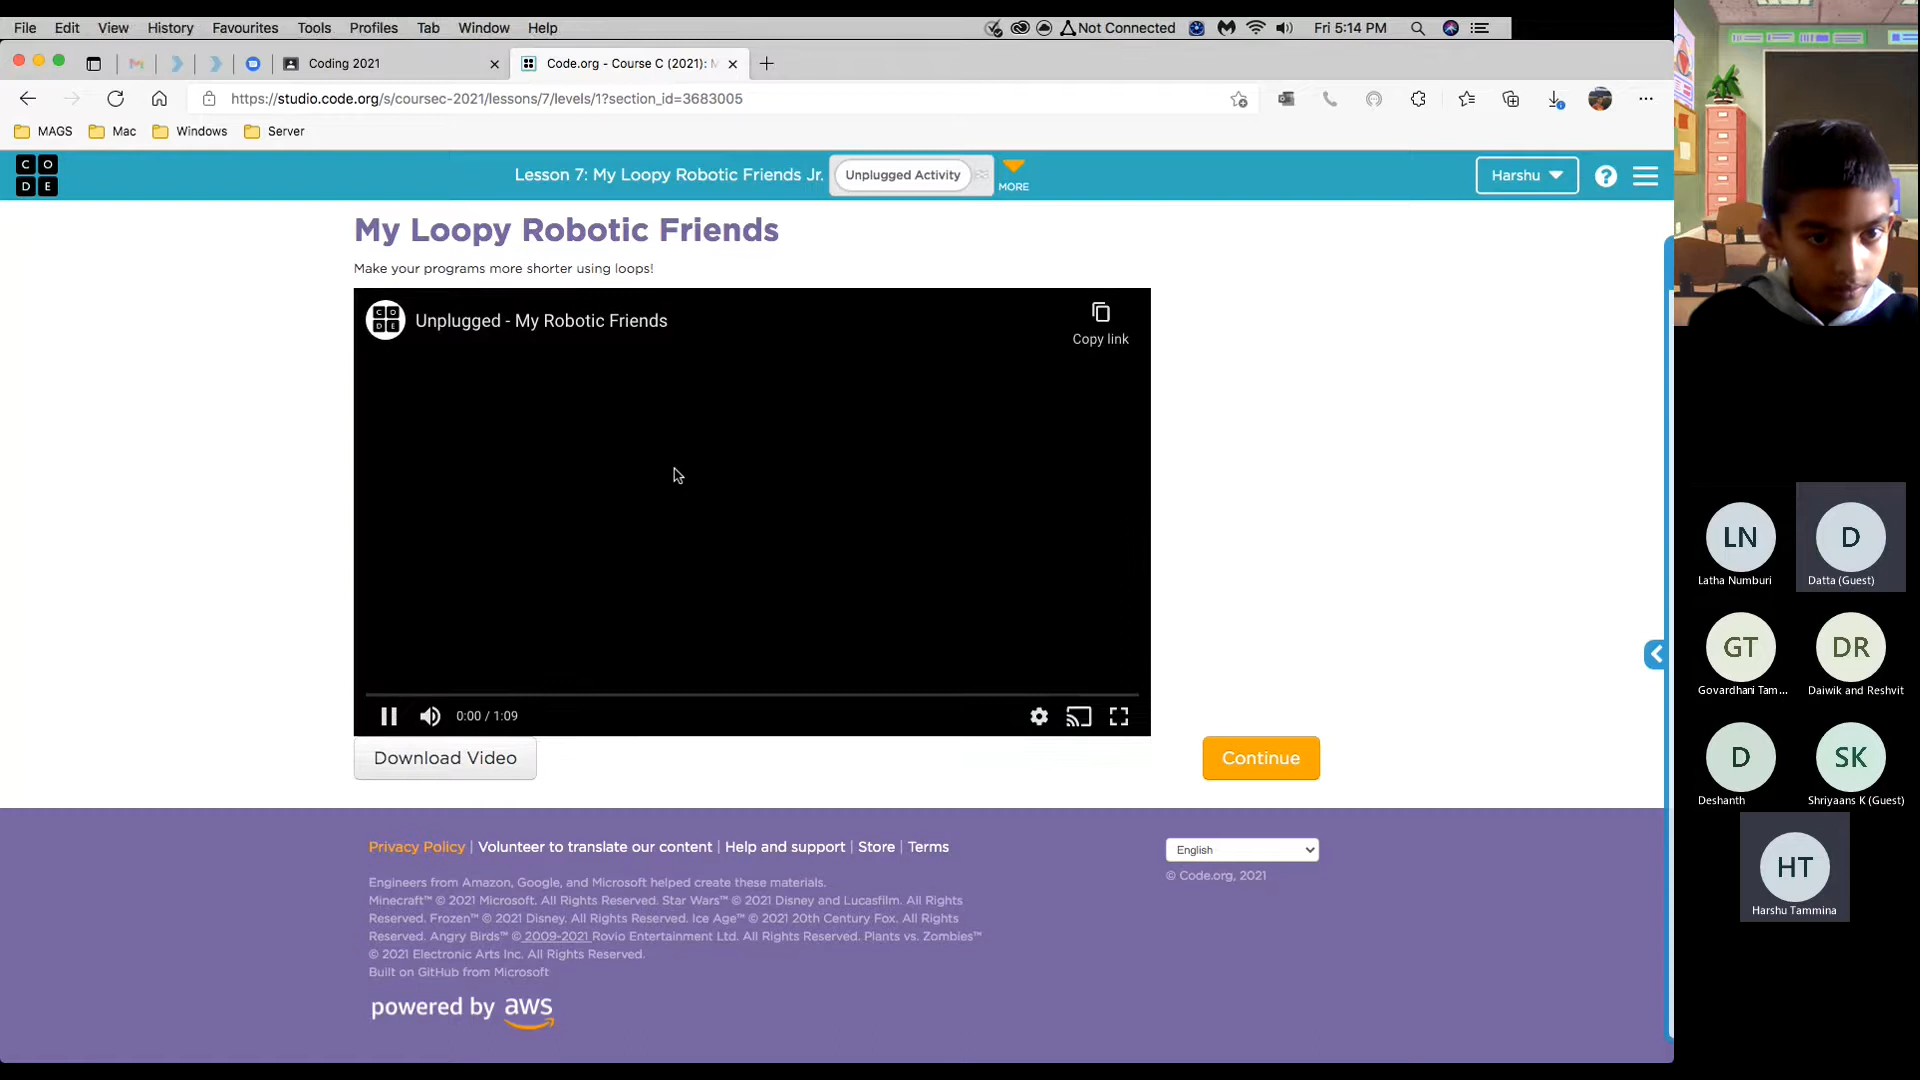 File Edit View History Favourites Tools Profiles Tab Window Help
Not Connected
Fri 5:14 PM
Coding 2021
Code.org - Course C (2021): M
https://studio.code.org/s/coursec-2021/lessons/7/levels/1?section_id=3683005
MAGS Mac Windows Server
C O
D E
Lesson 7: My Loopy Robotic Friends Jr.
Unplugged Activity
MORE
Harshu
?
My Loopy Robotic Friends
Make your programs more shorter using loops!
Unplugged - My Robotic Friends
Copy link
0:00 / 1:09
Download Video
Continue
Privacy Policy | Volunteer to translate our content | Help and support | Store | Terms
English
© Code.org, 2021
Engineers from Amazon, Google, and Microsoft helped create these materials.
Minecraft™ © 2021 Microsoft. All Rights Reserved. Star Wars™ © 2021 Disney and Lucasfilm. All Rights
Reserved. Frozen™ © 2021 Disney. All Rights Reserved. Ice Age™ © 2021 20th Century Fox. All Rights
Reserved. Angry Birds™ © 2009-2021 Rovio Entertainment Ltd. All Rights Reserved. Plants vs. Zombies™
© 2021 Electronic Arts Inc. All Rights Reserved.
Built on GitHub from Microsoft
powered by aws
LN
Latha Numburi
D
Datta (Guest)
GT
Govardhani Tam...
DR
Daiwik and Reshvit
D
Deshanth
SK
Shriyaans K (Guest)
HT
Harshu Tammina